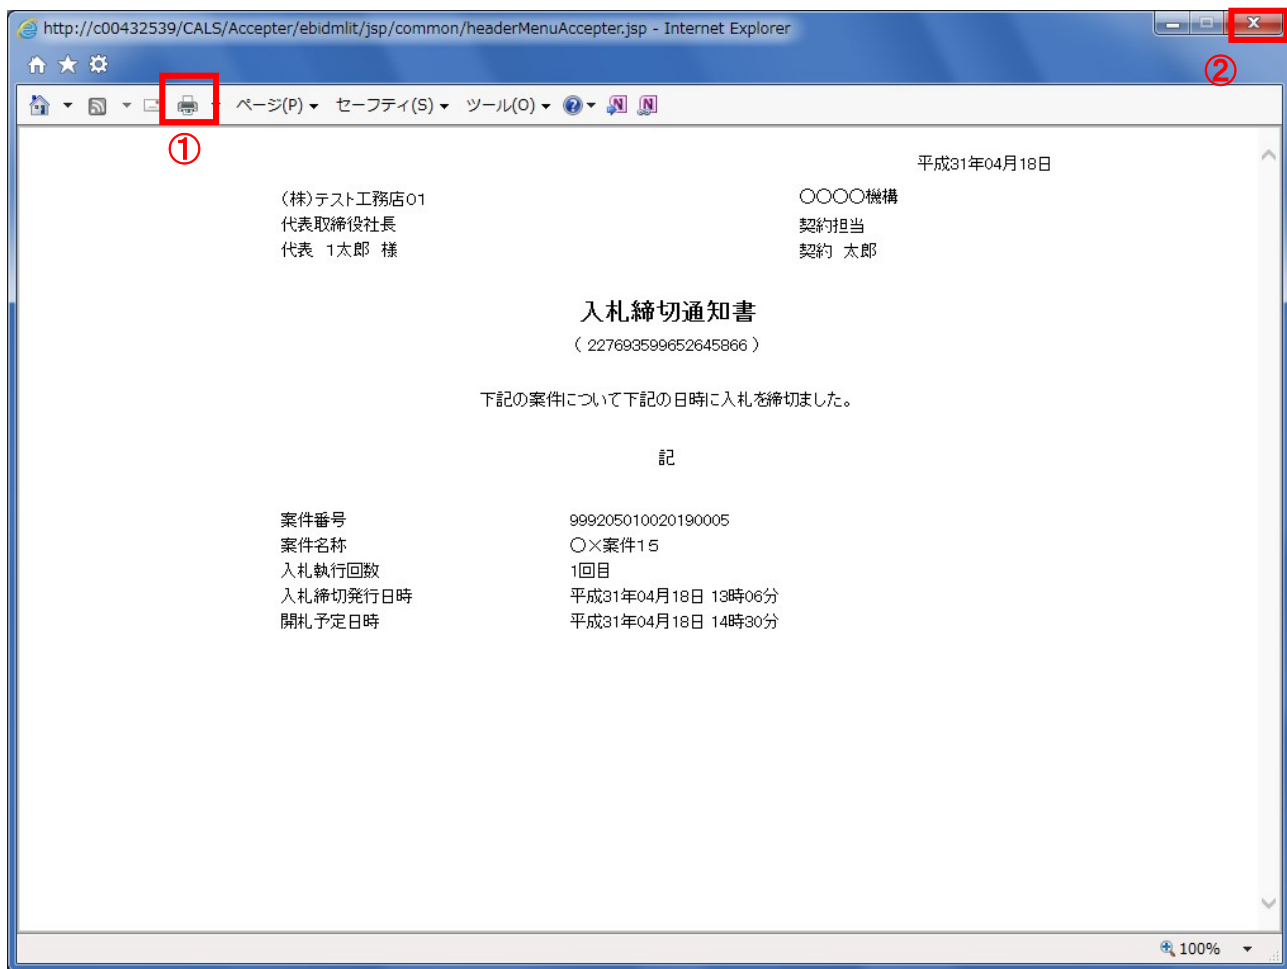 http://c00432539/CALS/Accepter/ebidmlit/jsp/common/headerMenuAccepter.jsp - Internet Explorer
②
ページ(P) セーフティ(S) ツール(O)
①
平成31年04月18日
(株)テスト工務店01
〇〇〇〇機構
代表取締役社長
契約担当
代表 1太郎 様
契約 太郎
入札締切通知書
( 227693599652645866 )
下記の案件について下記の日時に入札を締切ました。
記
案件番号 999205010020190005
案件名称 〇×案件15
入札執行回数 1回目
入札締切発行日時 平成31年04月18日 13時06分
開札予定日時 平成31年04月18日 14時30分
100%